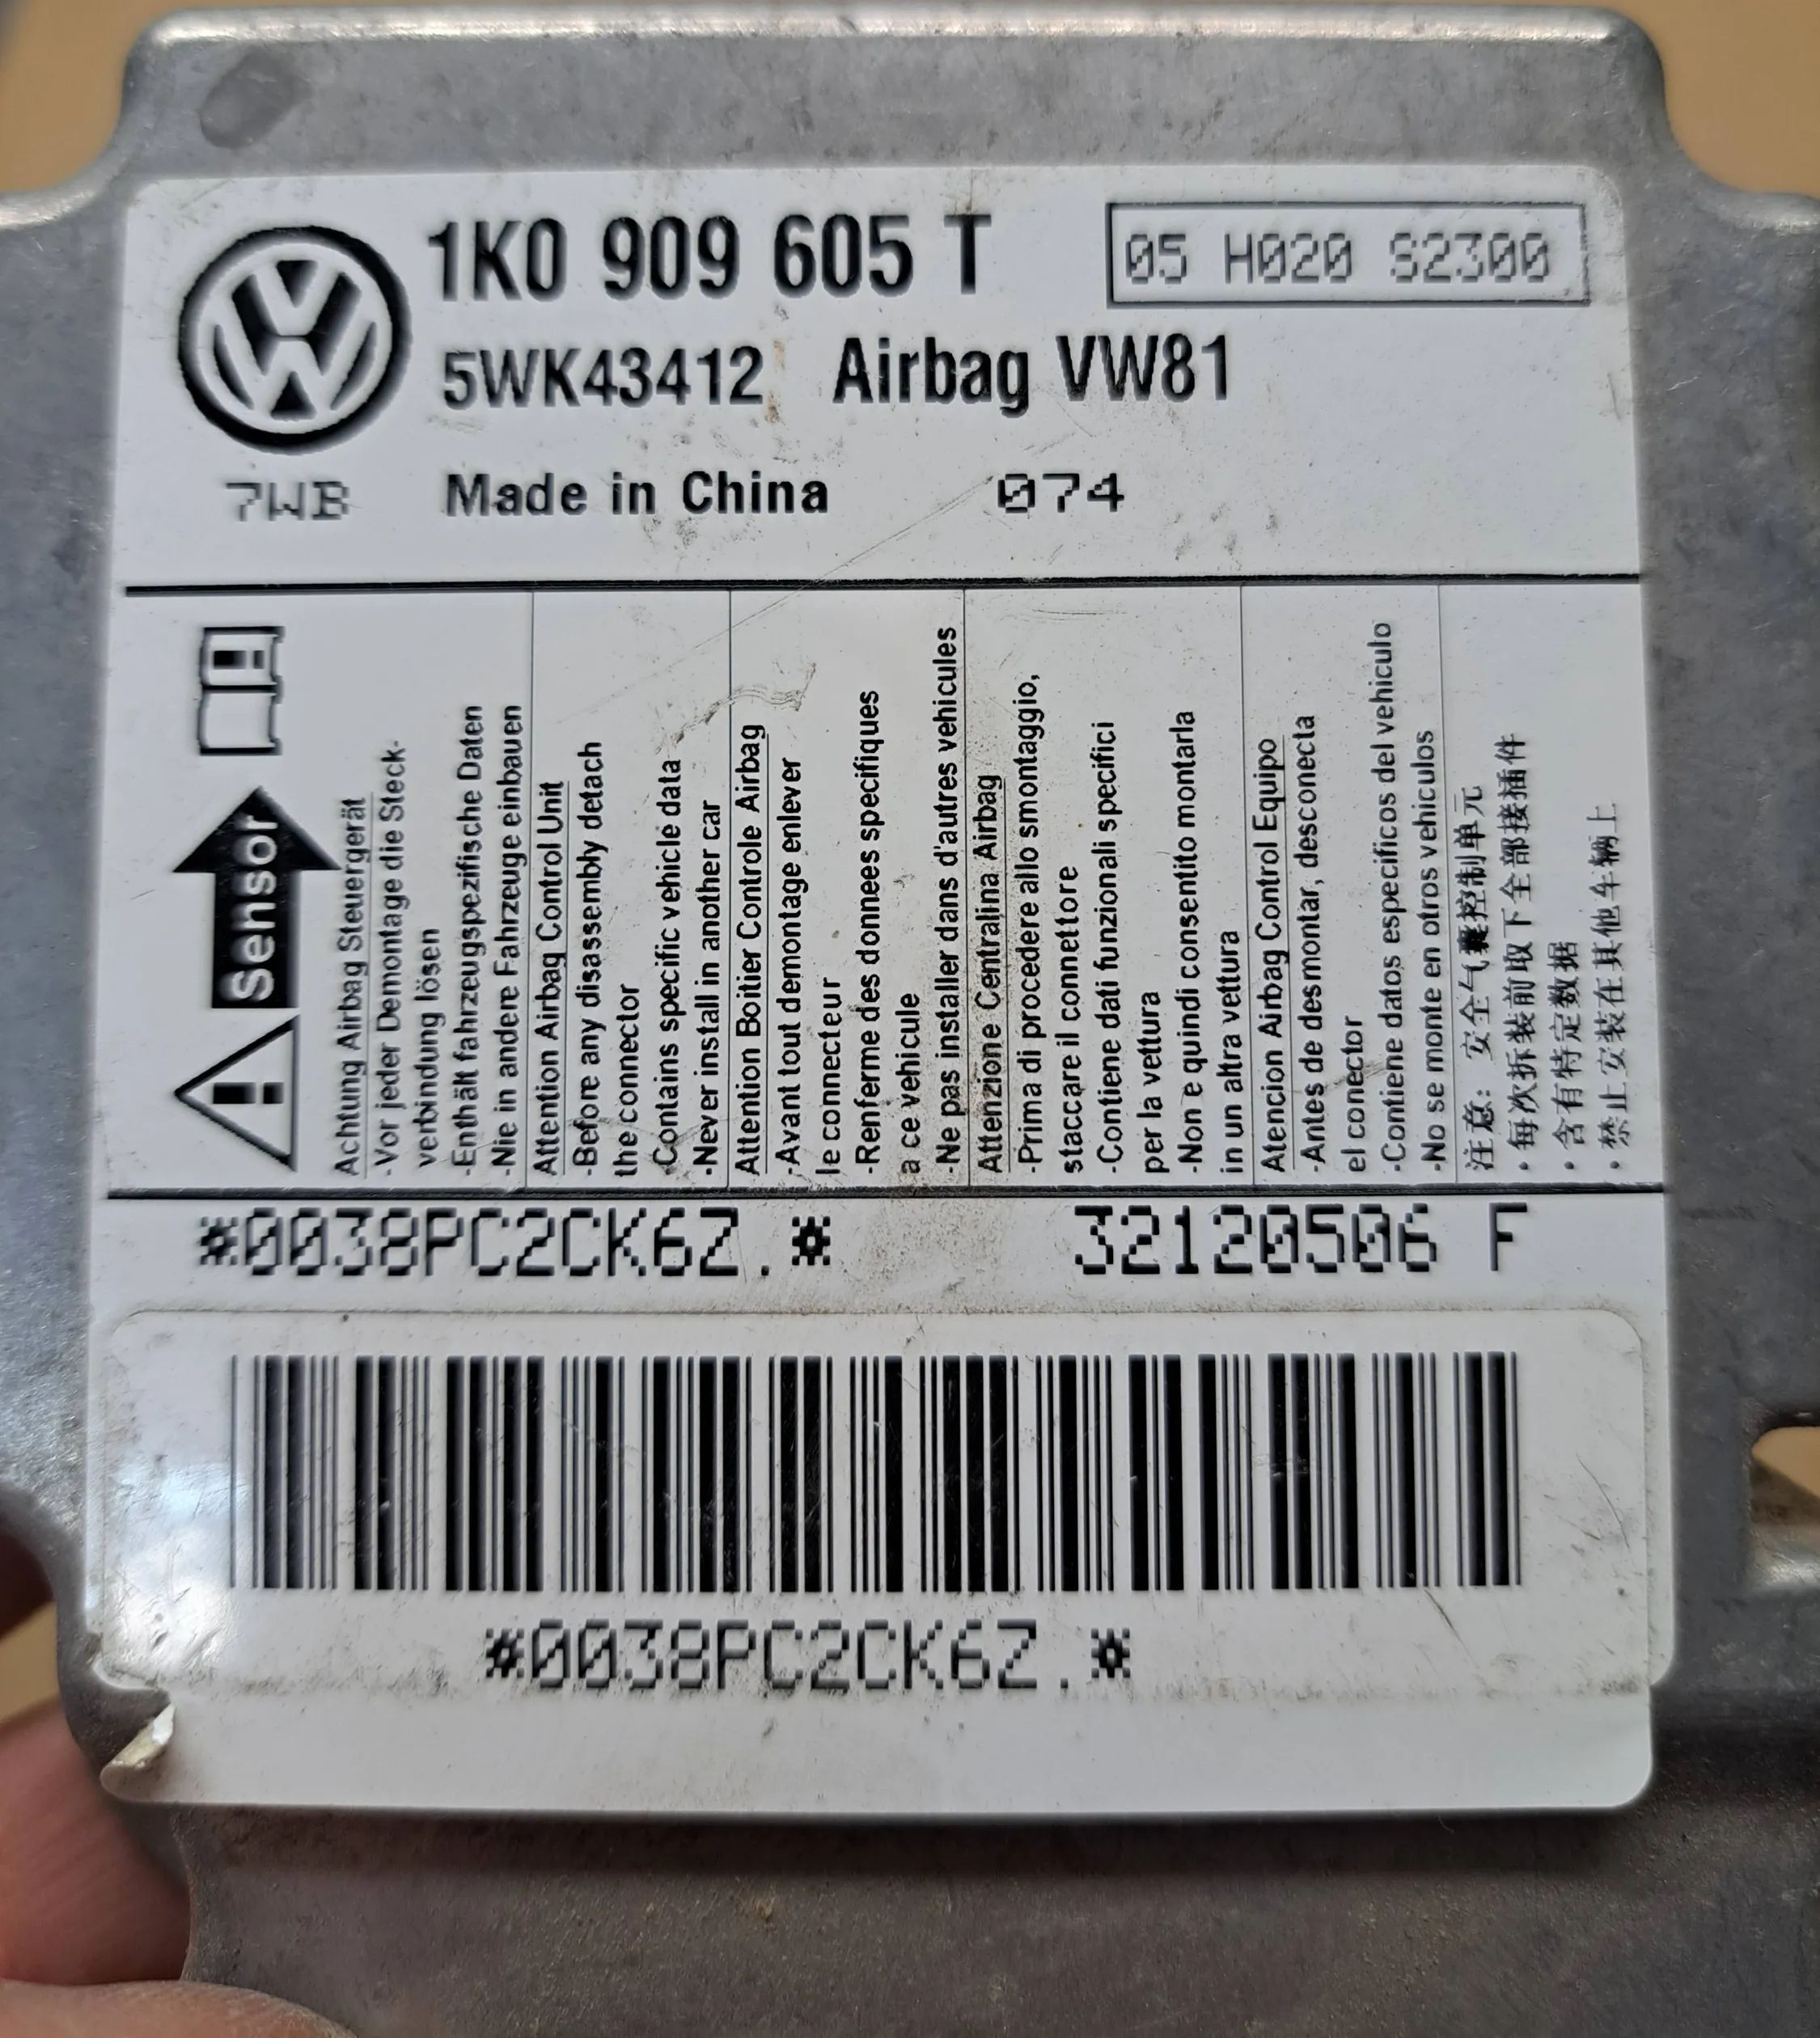 1K0 909 605 T
05 H020 S2300
5WK43412 Airbag VW81
7WB Made in China 074
Sensor
Achtung Airbag Steuergerät
-Vor jeder Demontage die Steck-
verbindung lösen
-Enthält fahrzeugspezifische Daten
-Nie in andere Fahrzeuge einbauen
Attention Airbag Control Unit
-Before any disassembly detach
the connector
-Contains specific vehicle data
-Never install in another car
Attention Boitier Controle Airbag
-Avant tout demontage enlever
le connecteur
-Renferme des donnees specifiques
a ce vehicule
-Ne pas installer dans d'autres vehicules
Attenzione Centralina Airbag
-Prima di procedere allo smontaggio,
staccare il connettore
-Contiene dati funzionali specifici
per la vettura
-Non e quindi consentito montarla
in un altra vettura
Atencion Airbag Control Equipo
-Antes de desmontar, desconecta
el conector
-Contiene datos especificos del vehiculo
-No se monte en otros vehiculos
注意：安全气囊控制单元
·每次拆装前取下全部接插件
·含有特定数据
·禁止安装在其他车辆上
*0038PC2CK6Z.* 32120506 F
*0038PC2CK6Z.*